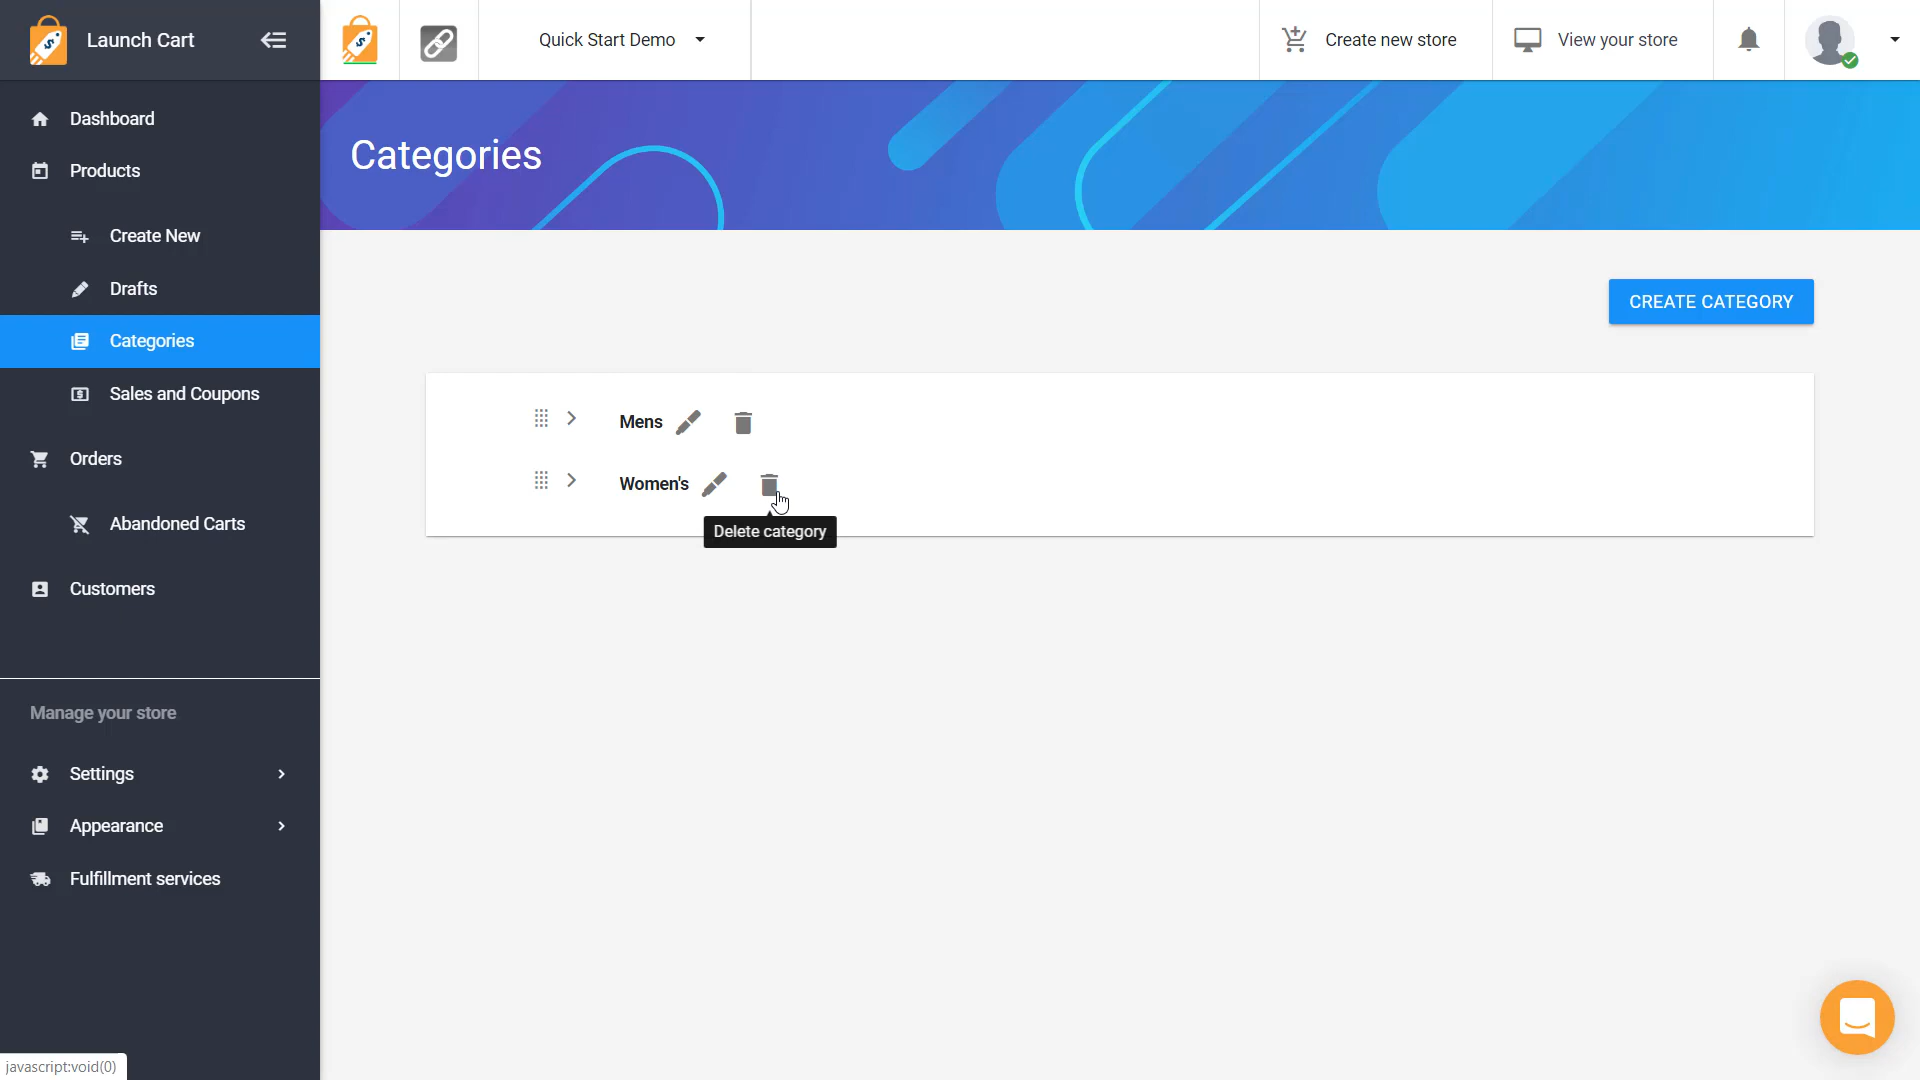 Launch Cart
Quick Start Demo
Create new store
View your store
Dashboard
Products
Create New
Drafts
Categories
Sales and Coupons
Orders
Abandoned Carts
Customers
Manage your store
Settings
Appearance
Fulfillment services
javascript:void(0)
Categories
CREATE CATEGORY
Mens
Women's
Delete category